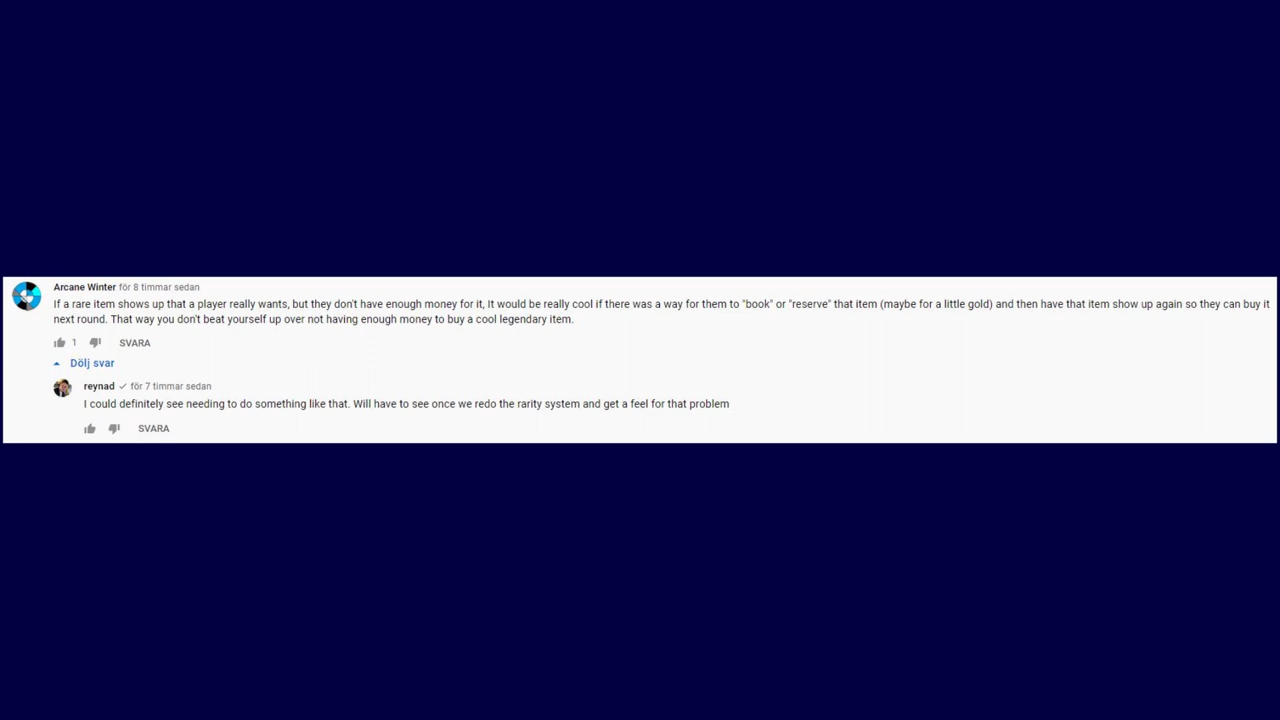 Arcane Winter för 8 timmar sedan
If a rare item shows up that a player really wants, but they don't have enough money for it, It would be really cool if there was a way for them to "book" or "reserve" that item (maybe for a little gold) and then have that item show up again so they can buy it
next round. That way you don't beat yourself up over not having enough money to buy a cool legendary item.
1 SVARA
Dölj svar
reynad för 7 timmar sedan
I could definitely see needing to do something like that. Will have to see once we redo the rarity system and get a feel for that problem
SVARA